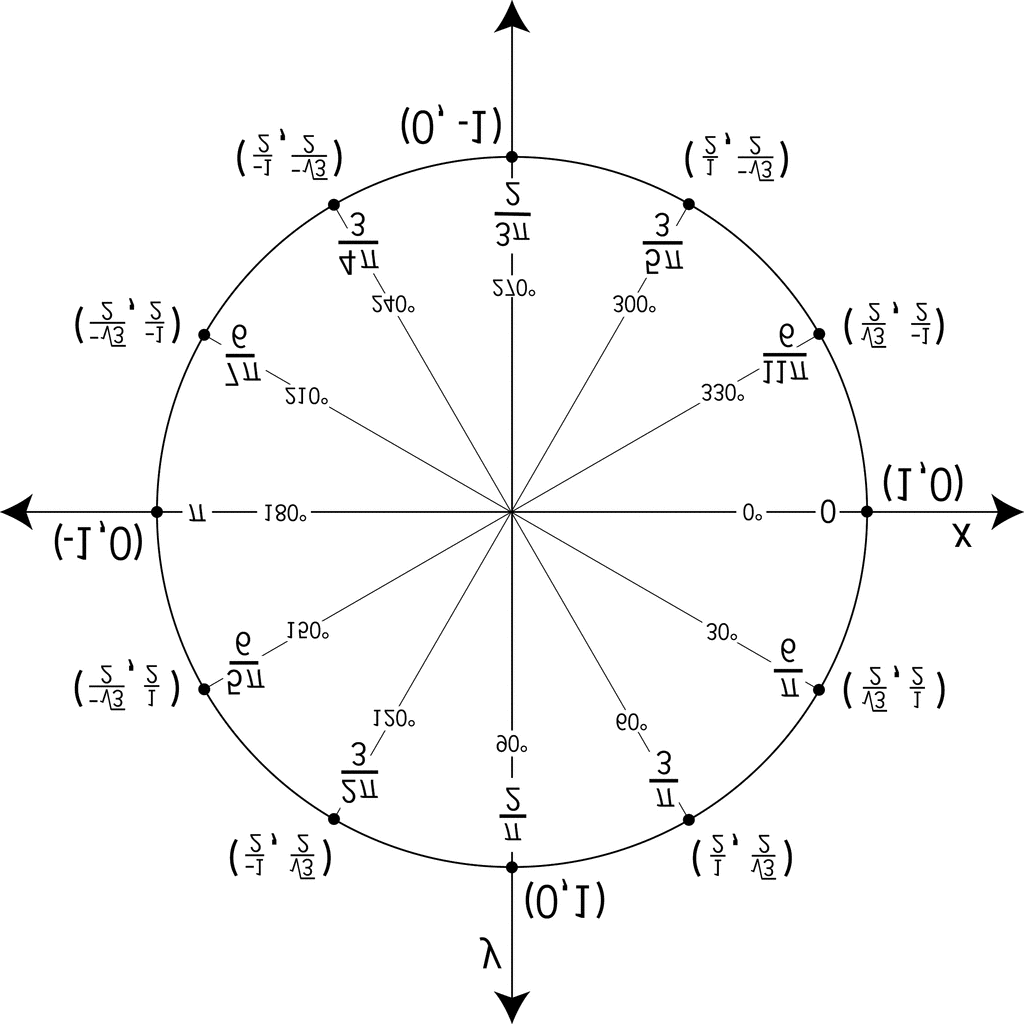 y
(0,1)
(-1/2, √3/2)
(1/2, √3/2)
π/2
2π/3
π/3
90°
120°
60°
(-√3/2, 1/2)
5π/6
π/6
(√3/2, 1/2)
150°
30°
(-1,0)
x
π
180°
0°
0
(1,0)
210°
330°
7π/6
11π/6
(-√3/2, -1/2)
(√3/2, -1/2)
240°
300°
270°
4π/3
5π/3
3π/2
(-1/2, -√3/2)
(1/2, -√3/2)
(0, -1)